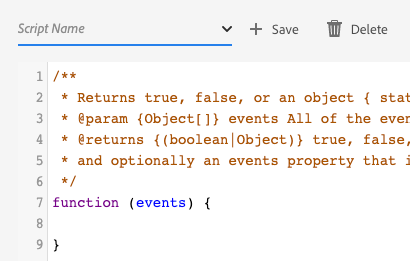 Script Name
Save
Delete
1 /**
2 * Returns true, false, or an object { stat
3 * @param {Object[]} events All of the even
4 * @returns {(boolean|Object)} true, false,
5 * and optionally an events property that i
6 */
7 function (events) {
8
9 }